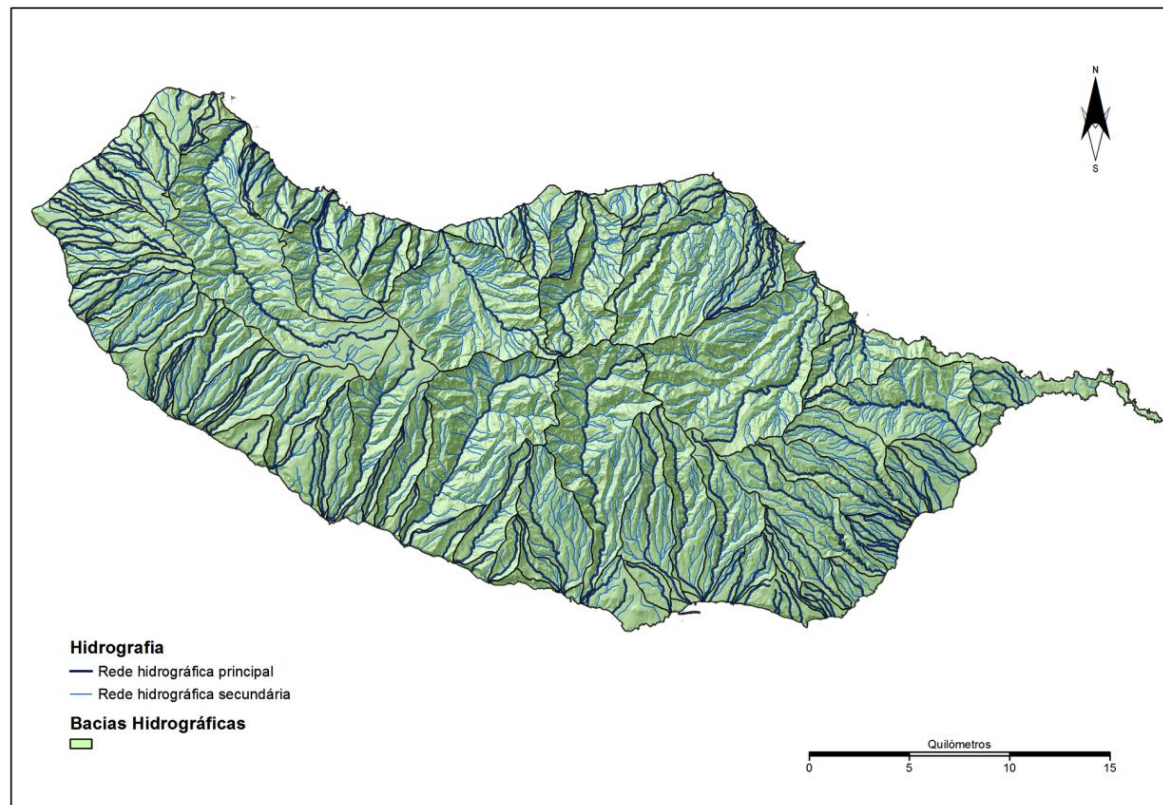 N
S
Hidrografia
Rede hidrográfica principal
Rede hidrográfica secundária
Bacias Hidrográficas
Quilómetros
0 5 10 15